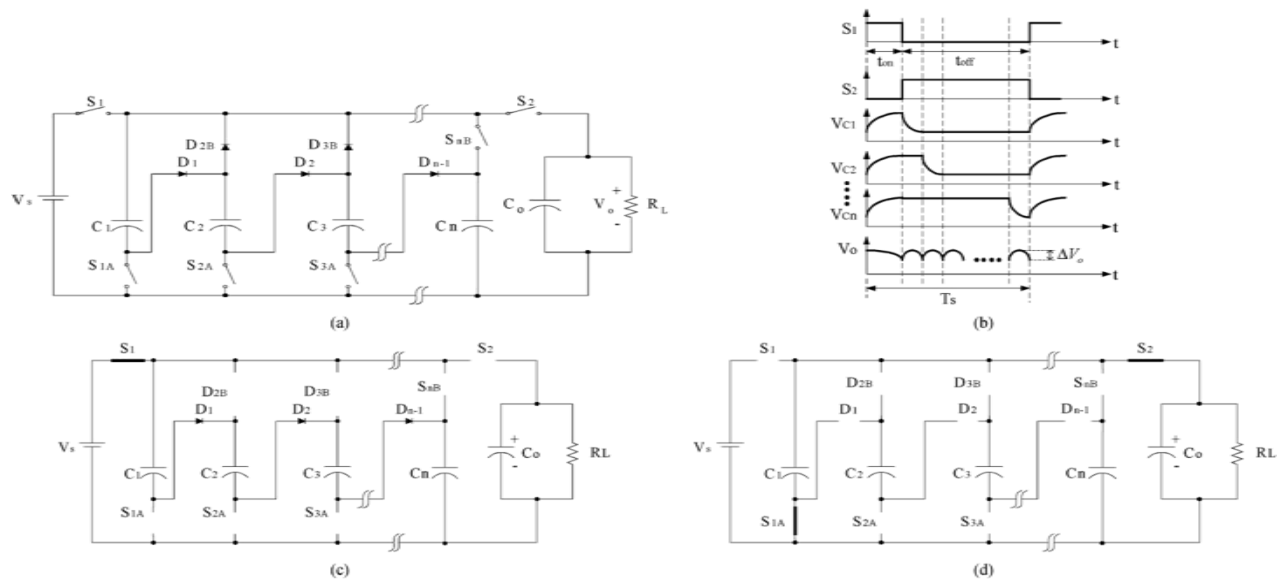 S1
S2
SnB
D2B
D3B
D1
D2
Dn-1
Vs
C1
C2
C3
Cn
Co
+
Vo
-
RL
S1A
S2A
S3A
(a)
S1
t
ton
toff
S2
t
VC1
t
VC2
t
VCn
t
Vo
ΔVo
t
Ts
(b)
S1
S2
D2B
D3B
SnB
D1
D2
Dn-1
Vs
C1
C2
C3
Cn
+
Co
-
RL
S1A
S2A
S3A
(c)
S1
S2
D2B
D3B
SnB
D1
D2
Dn-1
Vs
C1
C2
C3
Cn
+
Co
-
RL
S1A
S2A
S3A
(d)